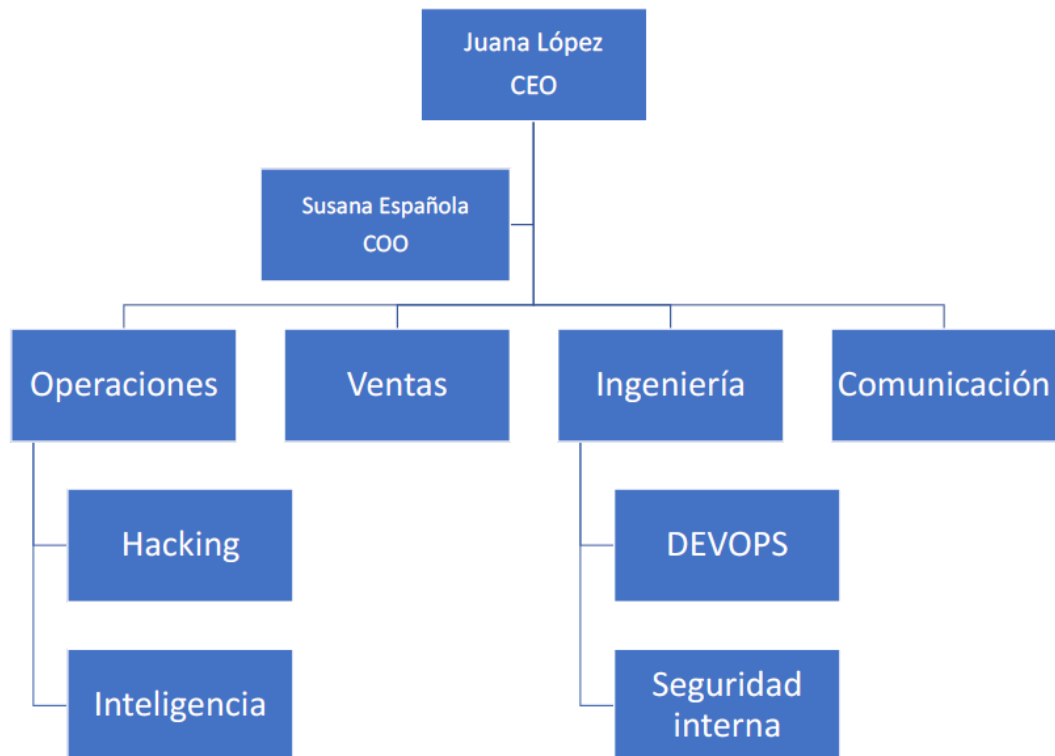 Juana López
CEO
Susana Española
COO
Operaciones
Ventas
Ingeniería
Comunicación
Hacking
DEVOPS
Inteligencia
Seguridad
interna